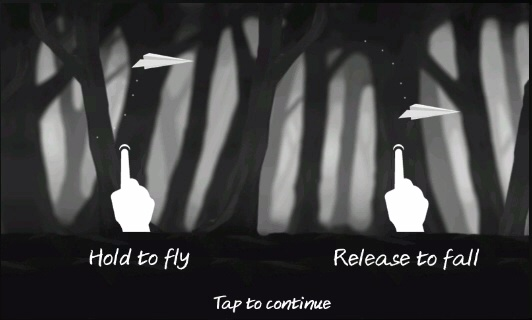 Hold to fly
Release to fall
Tap to continue